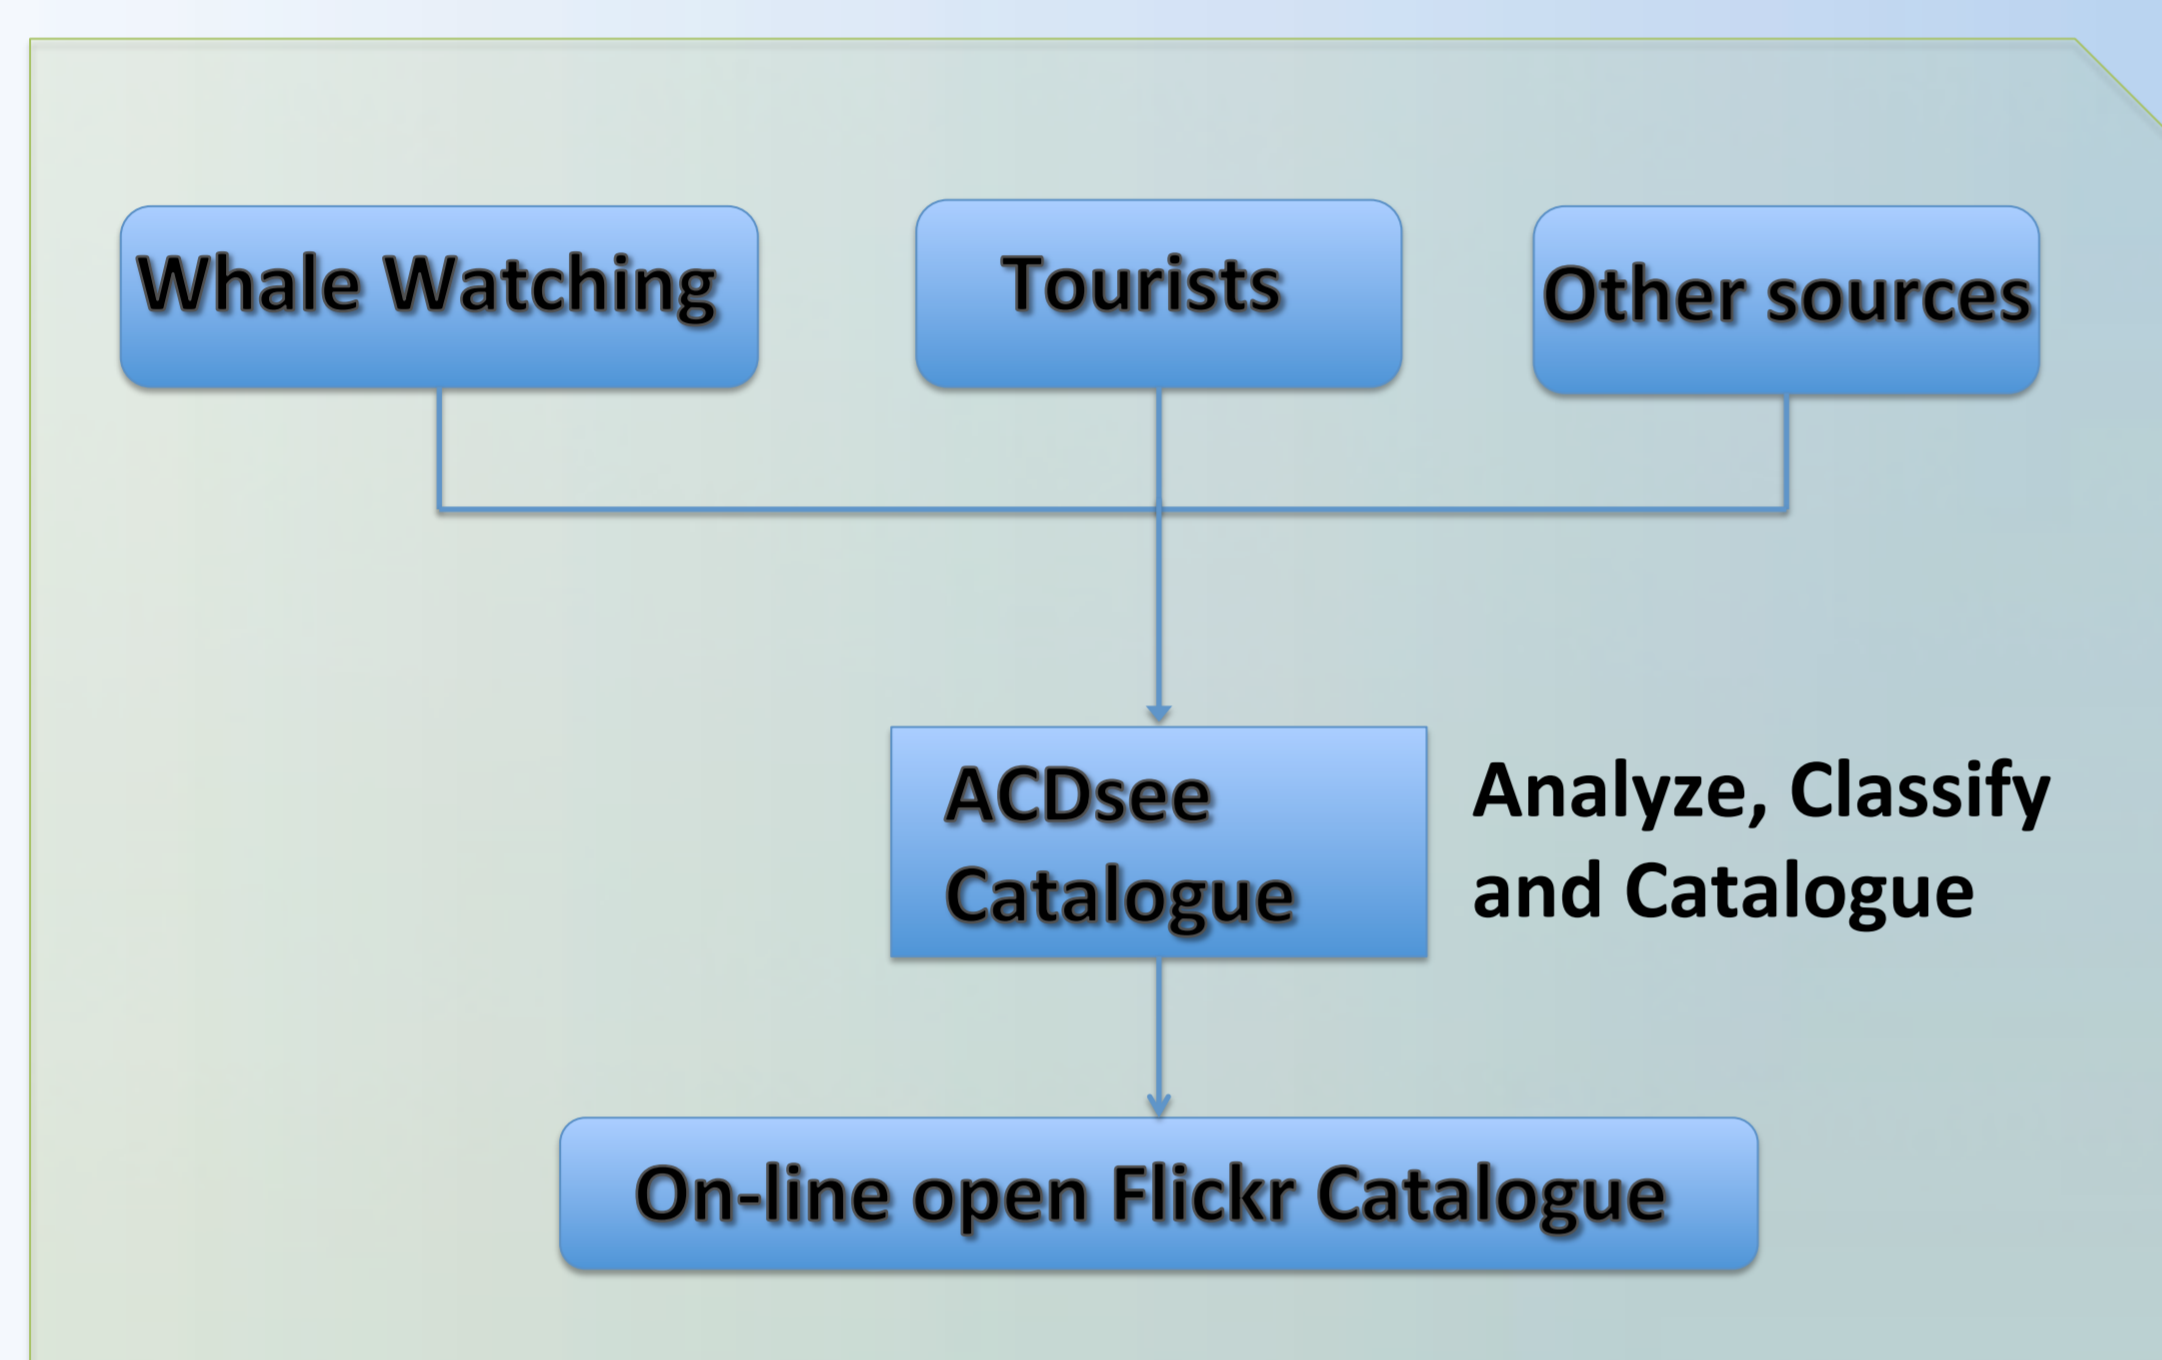 Whale Watching
Tourists
Other sources
ACDsee
Catalogue
Analyze, Classify
and Catalogue
On-line open Flickr Catalogue